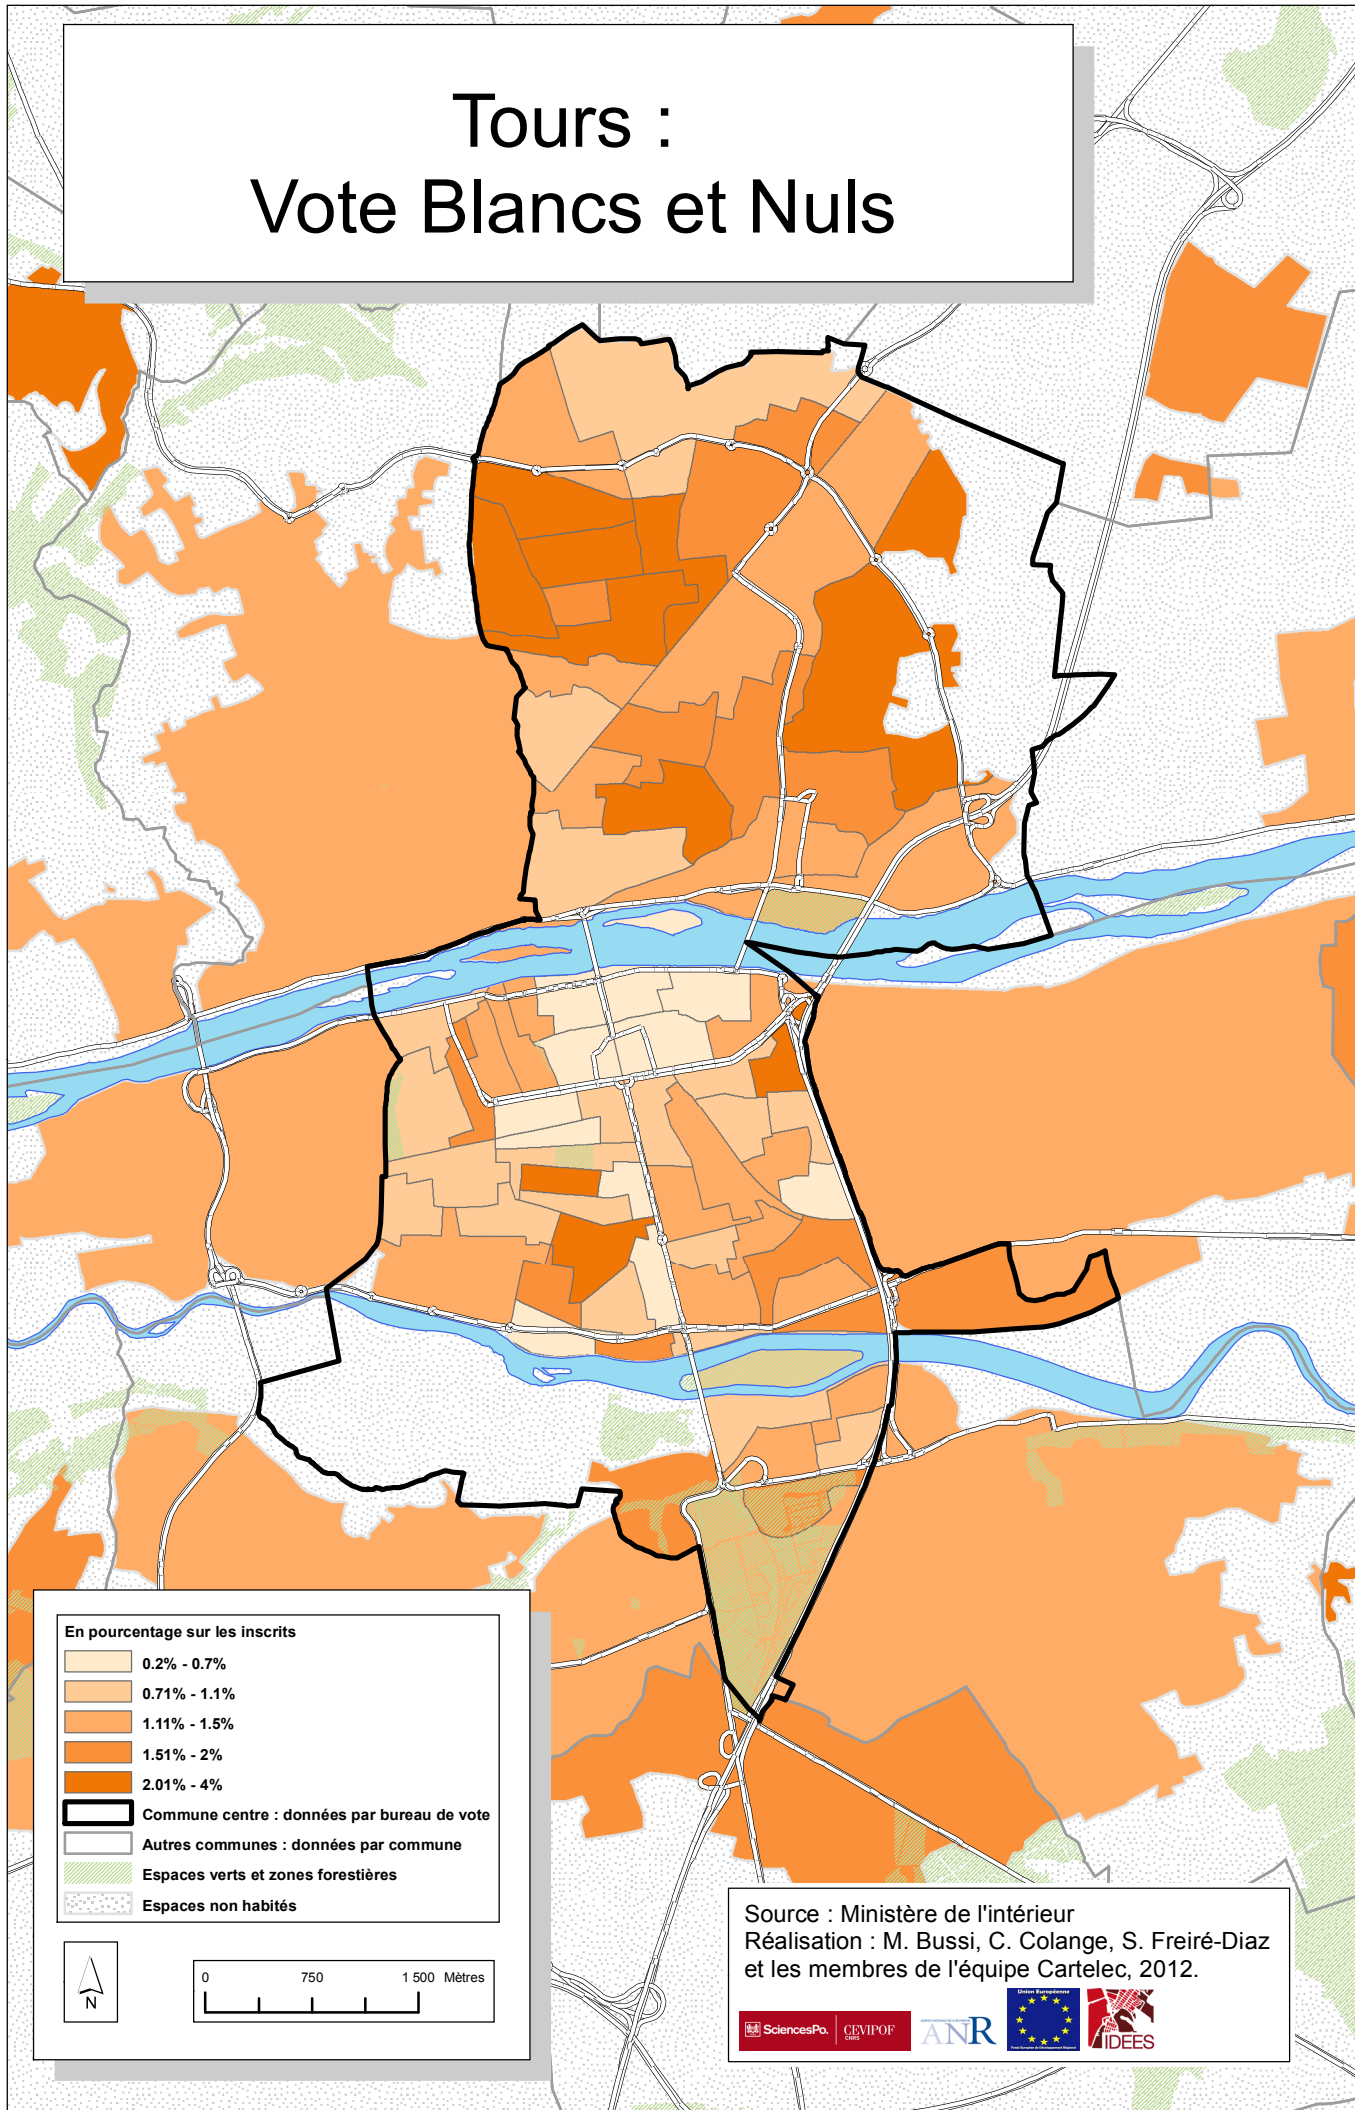 Tours :
Vote Blancs et Nuls
En pourcentage sur les inscrits
0.2% - 0.7%
0.71% - 1.1%
1.11% - 1.5%
1.51% - 2%
2.01% - 4%
Commune centre : données par bureau de vote
Autres communes : données par commune
Espaces verts et zones forestières
Espaces non habités
N
0 750 1 500 Mètres
Source : Ministère de l'intérieur
Réalisation : M. Bussi, C. Colange, S. Freiré-Diaz
et les membres de l'équipe Cartelec, 2012.
SciencesPo.
CEVIPOF
CNRS
ANR
Union Européenne
IDEES